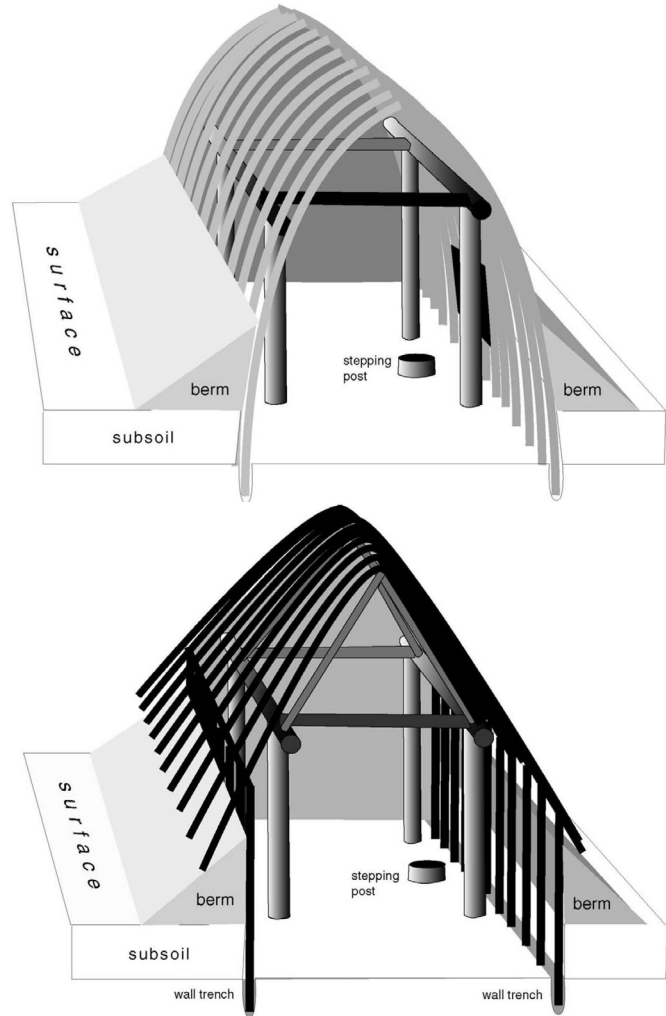 surface
stepping
post
berm
berm
subsoil
surface
stepping
post
berm
berm
subsoil
wall trench
wall trench